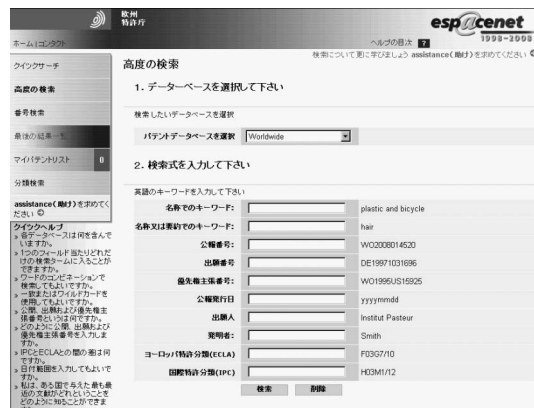 欧州
特許庁
esp@cenet
1998-2008
ホーム|コンタクト
ヘルプの目次 ?
検索について更に学びましょう assistance(助け)を求めてください
クイックサーチ
高度の検索
番号検索
最後の結果一覧
マイパテントリスト 0
分類検索
assistance(助け)を求めてく
ださい
クイックヘルプ
» 各データベースは何を含んで
いますか。
» 1つのフィールド当たりどれだ
けの検索タームに入ることが
できますか。
» ワードのコンビネーションで
検索してもよいですか。
» 一致またはワイルドカードを
使用してもよいですか。
» 公開、出願および優先権主
張番号というは何ですか。
» どのように公開、出願および
優先権主張番号を入力しま
すか。
» IPCとECLAとの間の差は何
ですか。
» 日付範囲を入力してもよいで
すか。
» 私は、ある国で与えた最も最
近の文献がどれということを
どのように知ることができま
高度の検索
1. データーベースを選択して下さい
検索したいデータベースを選択
パテントデータベースを選択 Worldwide
2. 検索式を入力して下さい
英語のキーワードを入力して下さい
名称でのキーワード: plastic and bicycle
名称又は要約でのキーワード: hair
公報番号: WO2008014520
出願番号 DE19971031696
優先権主張番号: WO1995US15925
公報発行日 yyyymmdd
出願人 Institut Pasteur
発明者: Smith
ヨーロッパ特許分類(ECLA) F03G7/10
国際特許分類(IPC) H03M1/12
検索 削除